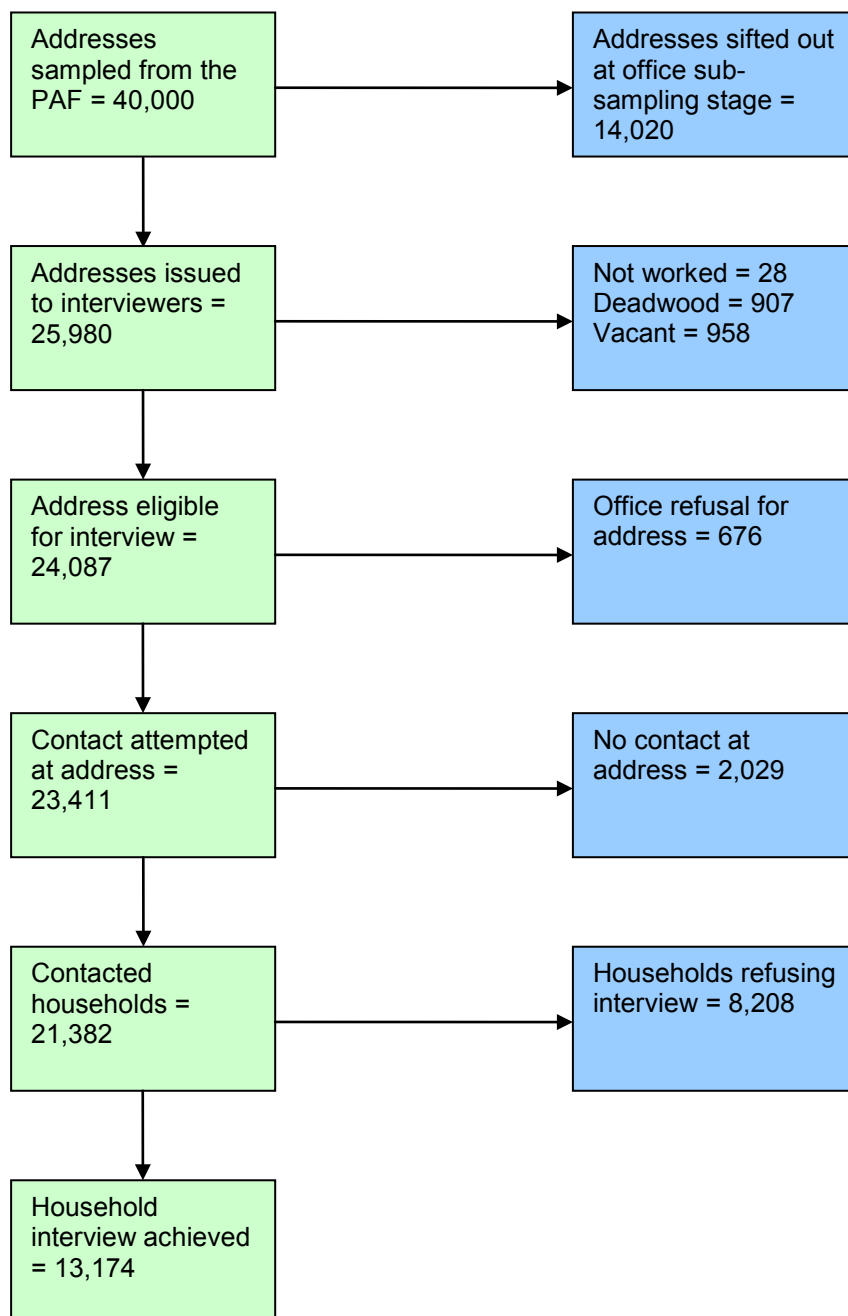 Addresses
sampled from the
PAF = 40,000
Addresses sifted out
at office sub-
sampling stage =
14,020
Addresses issued
to interviewers =
25,980
Not worked = 28
Deadwood = 907
Vacant = 958
Address eligible
for interview =
24,087
Office refusal for
address = 676
Contact attempted
at address =
23,411
No contact at
address = 2,029
Contacted
households =
21,382
Households refusing
interview = 8,208
Household
interview achieved
= 13,174